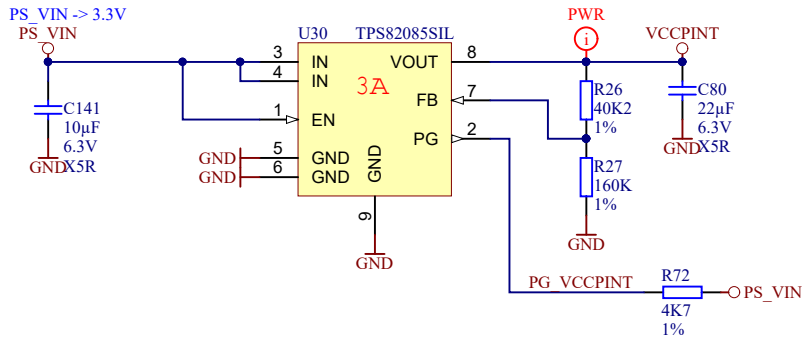 PS_VIN -> 3.3V
PS_VIN
C141
10µF
6.3V
X5R
GND
U30
TPS82085SIL
3 IN
4 IN
1 EN
GND 5 GND
GND 6 GND
3A
GND
9
GND
VOUT 8
FB 7
PG 2
PWR
i
R26
40K2
1%
R27
160K
1%
GND
VCCPINT
C80
22µF
6.3V
X5R
GND
PG_VCCPINT
R72
4K7
1%
PS_VIN